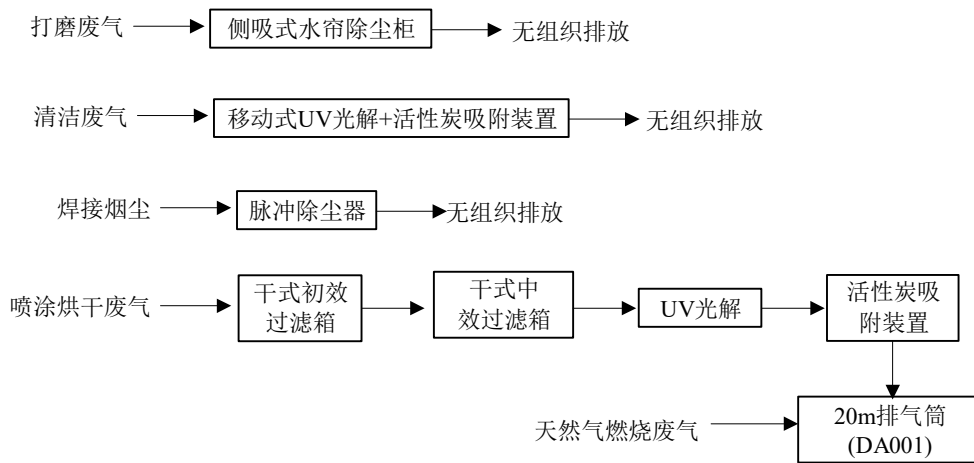 打磨废气
侧吸式水帘除尘柜
无组织排放
清洁废气
移动式UV光解+活性炭吸附装置
无组织排放
焊接烟尘
脉冲除尘器
无组织排放
喷涂烘干废气
干式初效
过滤箱
干式中
效过滤箱
UV光解
活性炭吸
附装置
天然气燃烧废气
20m排气筒
(DA001)